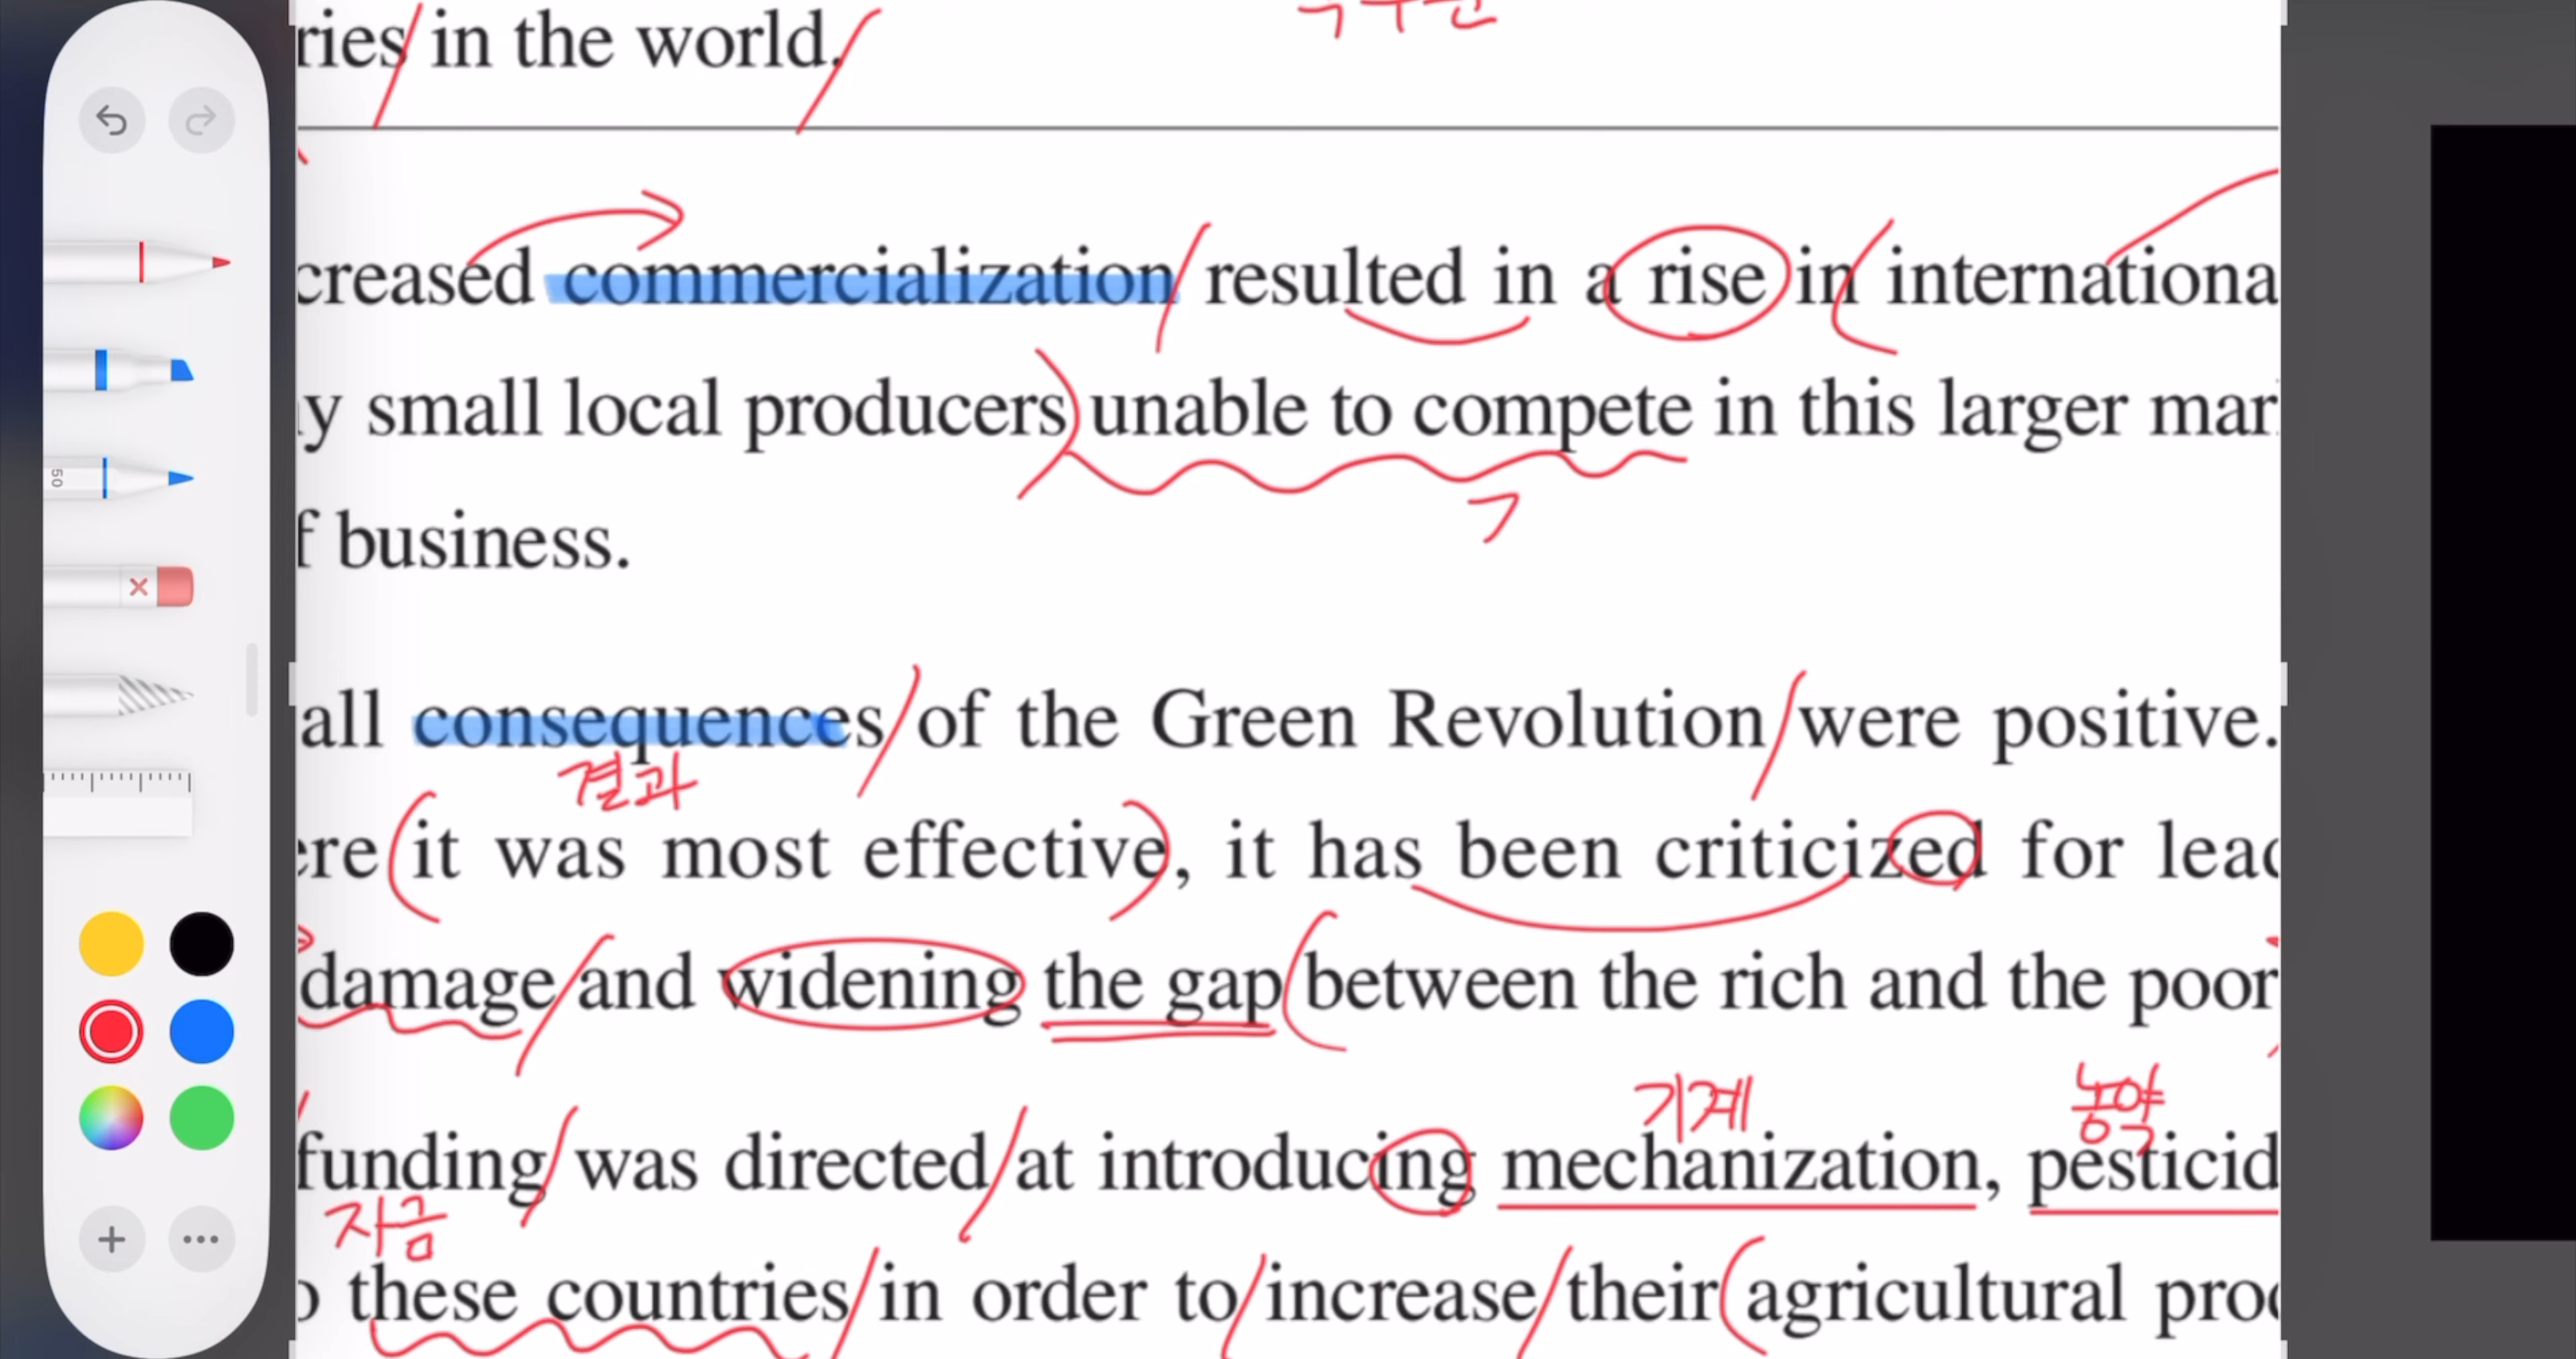 ries in the world.
creased commercialization resulted in a rise in internationa
y small local producers unable to compete in this larger mar
f business.
all consequences of the Green Revolution were positive.
결과
ere it was most effective, it has been criticized for lead
damage and widening the gap between the rich and the poor
기계 농약
funding was directed at introducing mechanization, pesticid
자금
o these countries in order to increase their agricultural prod
50